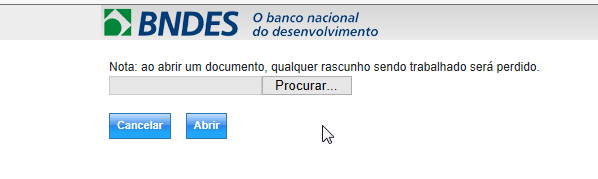 BNDES
O banco nacional
do desenvolvimento
Nota: ao abrir um documento, qualquer rascunho sendo trabalhado será perdido.
Procurar...
Cancelar Abrir